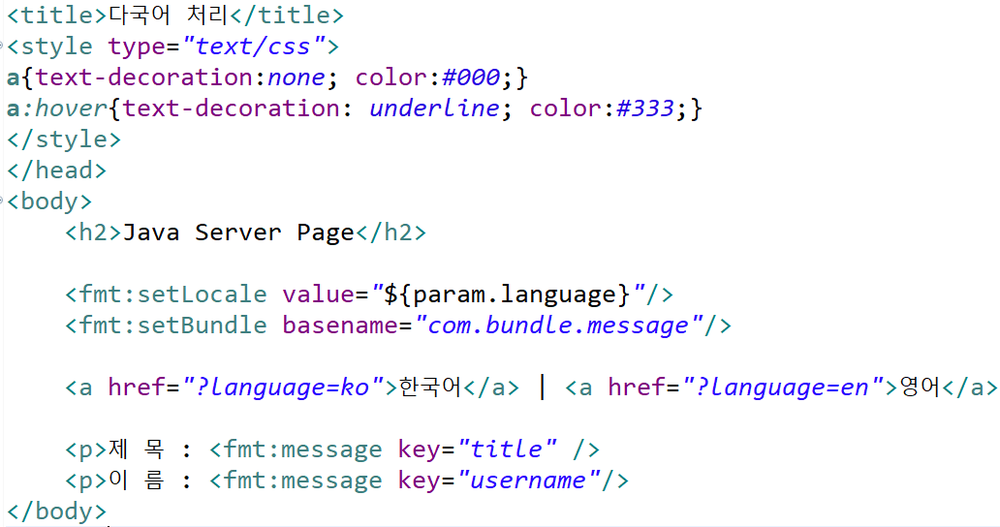 <title>다국어 처리</title>
<style type="text/css">
a{text-decoration:none; color:#000;}
a:hover{text-decoration: underline; color:#333;}
</style>
</head>
<body>
<h2>Java Server Page</h2>
<fmt:setLocale value="${param.language}"/>
<fmt:setBundle basename="com.bundle.message"/>
<a href="?language=ko">한국어</a> | <a href="?language=en">영어</a>
<p>제 목 : <fmt:message key="title" />
<p>이 름 : <fmt:message key="username"/>
</body>